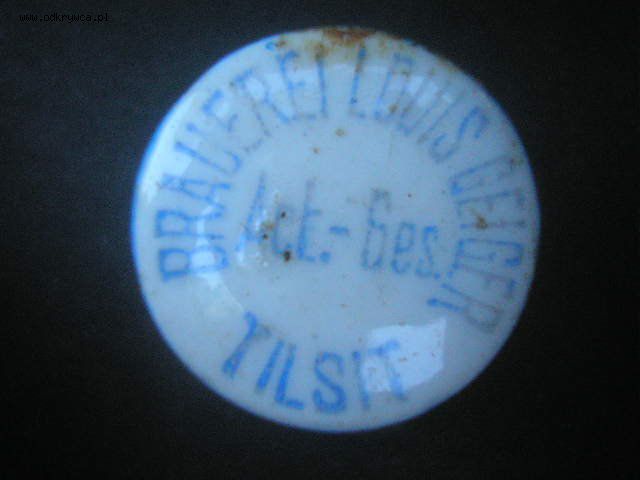 www.odkrywca.pl
BRAUEREI LOUIS GEIGER
Act.-Ges.
TILSIT